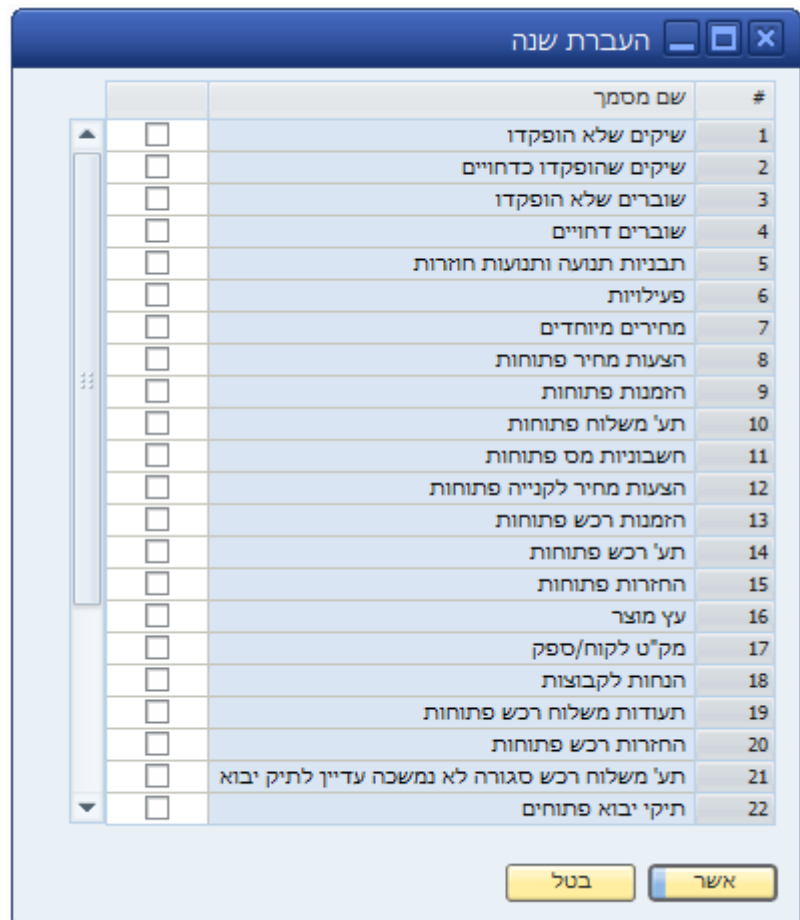 העברת שנה
# שם מסמך
1 שיקים שלא הופקדו
2 שיקים שהופקדו כדחויים
3 שוברים שלא הופקדו
4 שוברים דחויים
5 תבניות תנועה ותנועות חוזרות
6 פעילויות
7 מחירים מיוחדים
8 הצעות מחיר פתוחות
9 הזמנות פתוחות
10 תע' משלוח פתוחות
11 חשבוניות מס פתוחות
12 הצעות מחיר לקנייה פתוחות
13 הזמנות רכש פתוחות
14 תע' רכש פתוחות
15 החזרות פתוחות
16 עץ מוצר
17 מק"ט לקוח/ספק
18 הנחות לקבוצות
19 תעודות משלוח רכש פתוחות
20 החזרות רכש פתוחות
21 תע' משלוח רכש סגורה לא נמשכה עדיין לתיק יבוא
22 תיקי יבוא פתוחים
אשר בטל